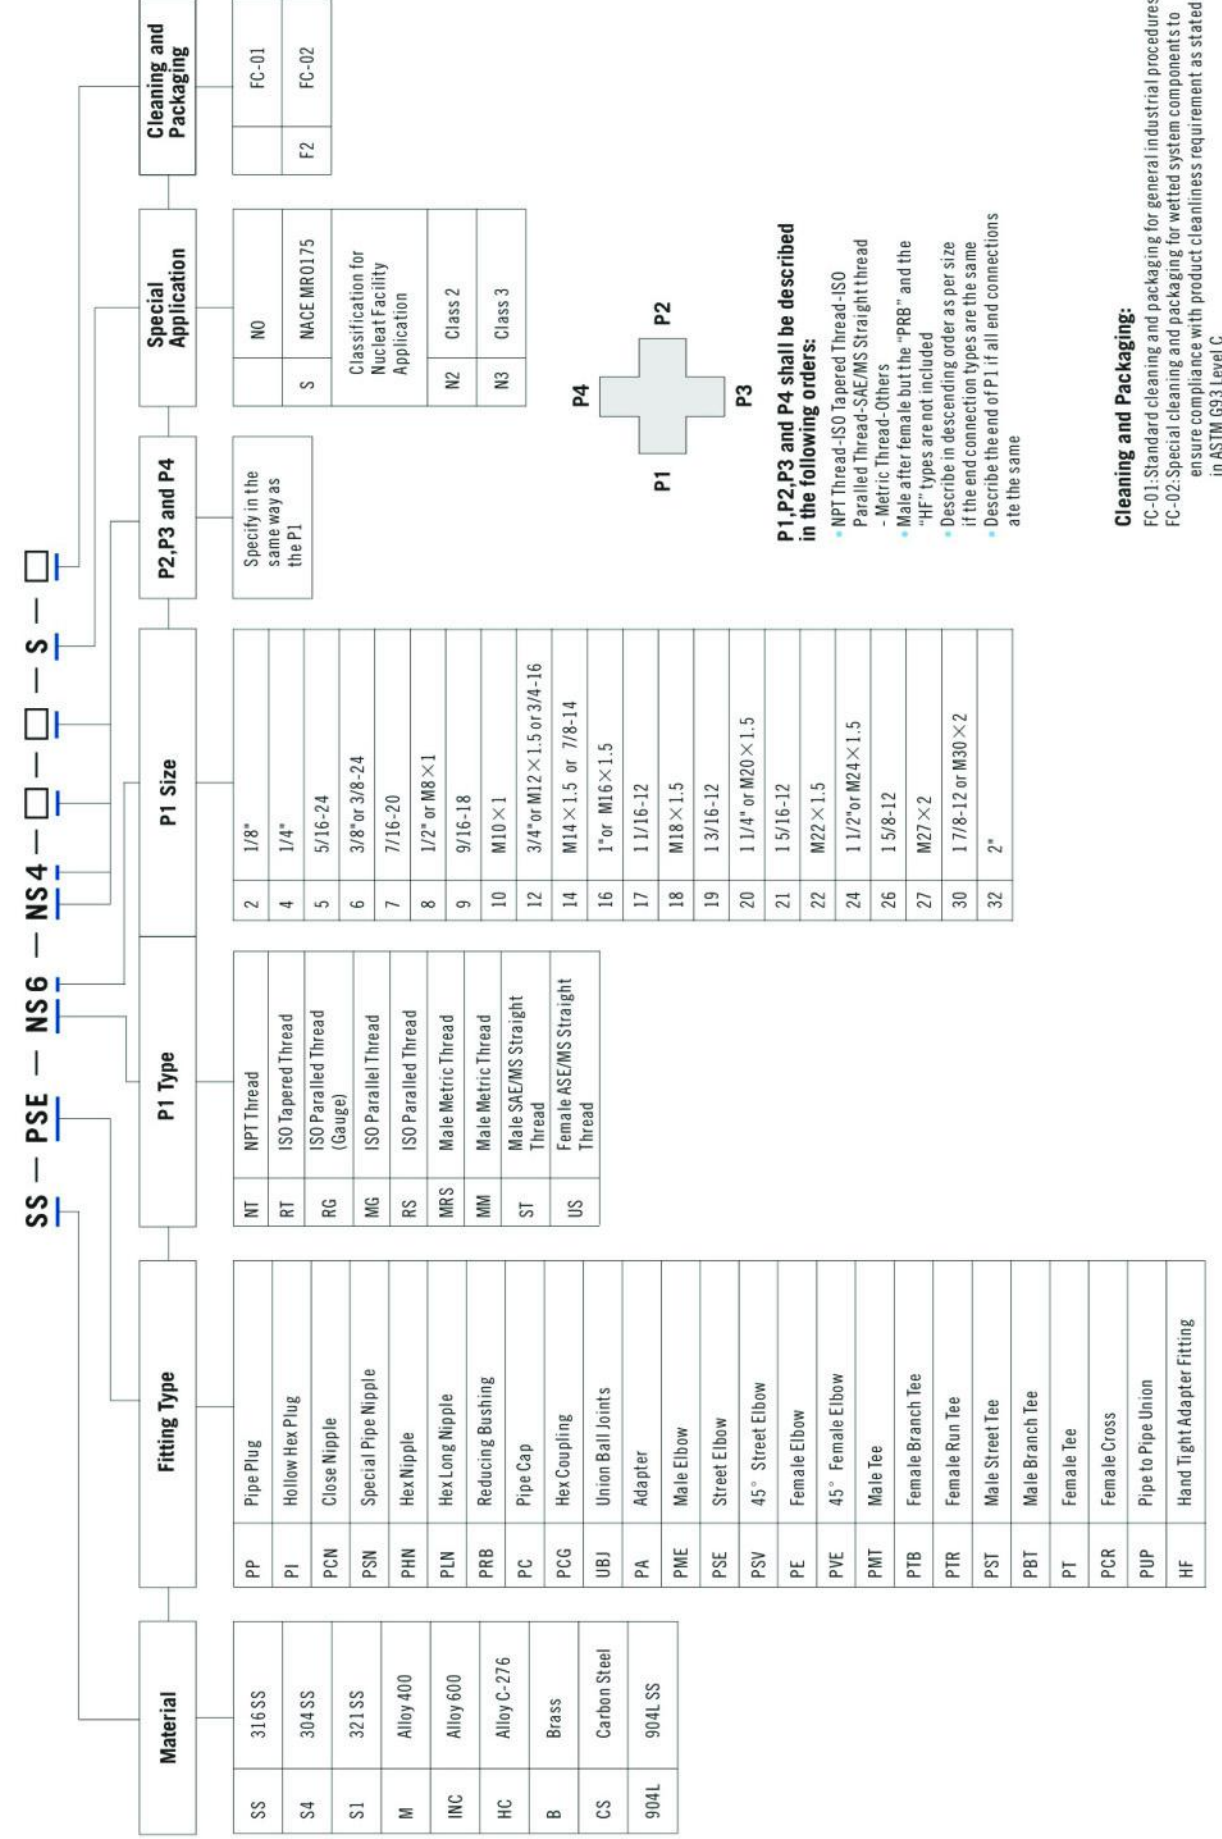 SS — PSE — NS6 — NS4 — □ — □ — S — □
Material
SS 316 SS
S4 304 SS
S1 321 SS
M Alloy 400
INC Alloy 600
HC Alloy C-276
B Brass
CS Carbon Steel
904L 904L SS
Fitting Type
PP Pipe Plug
PI Hollow Hex Plug
PCN Close Nipple
PSN Special Pipe Nipple
PHN Hex Nipple
PLN Hex Long Nipple
PRB Reducing Bushing
PC Pipe Cap
PCG Hex Coupling
UBJ Union Ball Joints
PA Adapter
PME Male Elbow
PSE Street Elbow
PSV 45° Street Elbow
PE Female Elbow
PVE 45° Female Elbow
PMT Male Tee
PTB Female Branch Tee
PTR Female Run Tee
PST Male Street Tee
PBT Male Branch Tee
PT Female Tee
PCR Female Cross
PUP Pipe to Pipe Union
HF Hand Tight Adapter Fitting
P1 Type
NT NPT Thread
RT ISO Tapered Thread
RG ISO Paralled Thread
(Gauge)
MG ISO Parallel Thread
RS ISO Paralled Thread
MRS Male Metric Thread
MM Male Metric Thread
ST Male SAE/MS Straight
Thread
US Female ASE/MS Straight
Thread
P1 Size
2 1/8"
4 1/4"
5 5/16-24
6 3/8"or 3/8-24
7 7/16-20
8 1/2" or M8×1
9 9/16-18
10 M10×1
12 3/4"or M12×1.5 or 3/4-16
14 M14×1.5 or 7/8-14
16 1"or M16×1.5
17 1 1/16-12
18 M18×1.5
19 1 3/16-12
20 1 1/4" or M20×1.5
21 1 5/16-12
22 M22×1.5
24 1 1/2"or M24×1.5
26 1 5/8-12
27 M27×2
30 1 7/8-12 or M30×2
32 2"
P2,P3 and P4
Specify in the
same way as
the P1
Special
Application
NO
S NACE MR0175
Classification for
Nucleat Facility
Application
N2 Class 2
N3 Class 3
Cleaning and
Packaging
FC-01
F2 FC-02
P4
P1
P2
P3
P1,P2,P3 and P4 shall be described
in the following orders:
• NPT Thread-ISO Tapered Thread-ISO
Paralled Thread-SAE/MS Straight thread
- Metric Thread-Others
• Male after female but the "PRB" and the
"HF" types are not included
• Describe in descending order as per size
if the end connection types are the same
• Describe the end of P1 if all end connections
ate the same
Cleaning and Packaging:
FC-01:Standard cleaning and packaging for general industrial procedures
FC-02:Special cleaning and packaging for wetted system components to
ensure compliance with product cleanliness requirement as stated
in ASTM G93 Level C